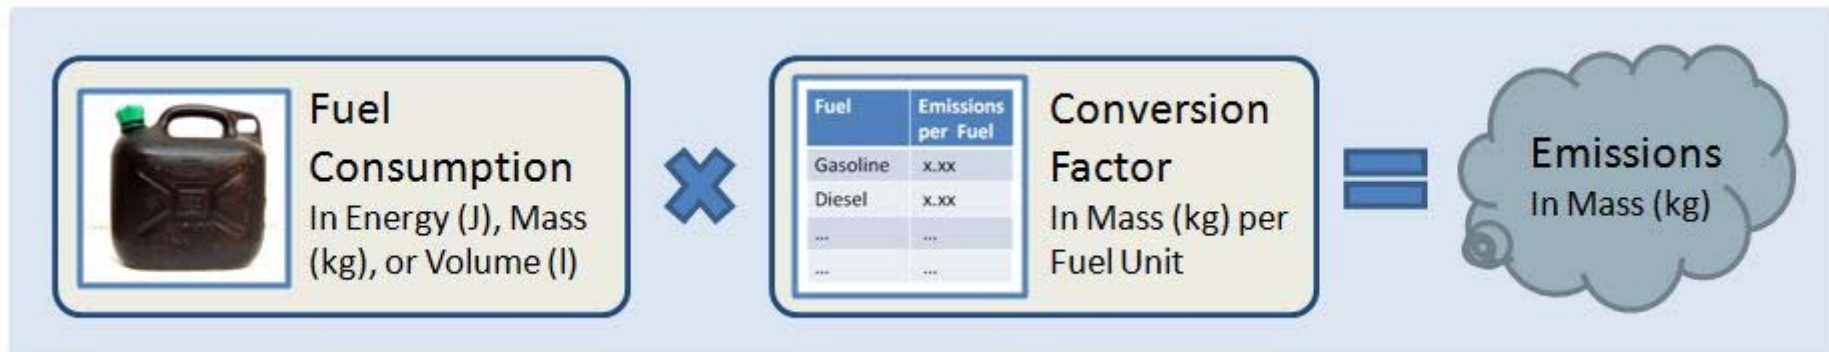 Fuel
Consumption
In Energy (J), Mass
(kg), or Volume (l)
Fuel Emissions
per Fuel
Gasoline x.xx
Diesel x.xx
... ...
... ...
Conversion
Factor
In Mass (kg) per
Fuel Unit
Emissions
In Mass (kg)